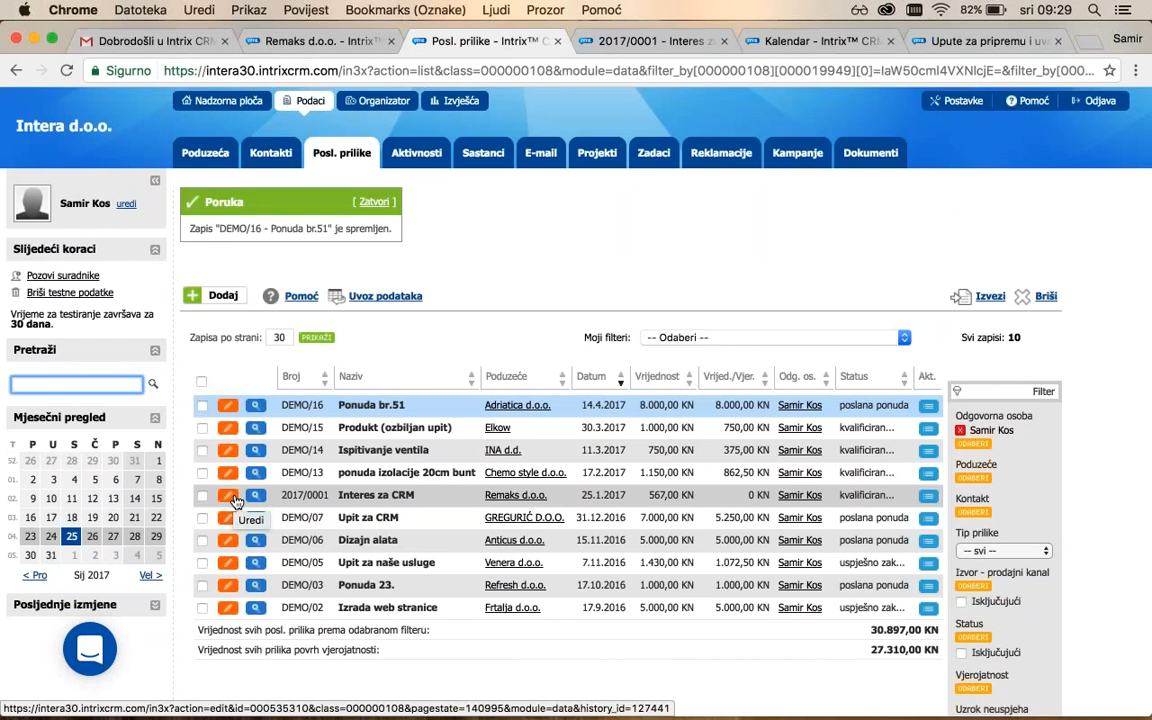 Chrome Datoteka Uredi Prikaz Povijest Bookmarks (Oznake) Ljudi Prozor Pomoć 82% sri 09:29
Dobrodošli u Intrix CRM × Remaks d.o.o. - Intrix™ × Posl. prilike - Intrix™ C × 2017/0001 - Interes za × Kalendar - Intrix™ CRM × Upute za pripremu i uv × Samir
Sigurno https://intera30.intrixcrm.com/in3x?action=list&class=000000108&module=data&filter_by[000000108][000019949][0]=IaW50cmI4VXNlcjE=&filter_by[000...
Nadzorna ploča Podaci Organizator Izvješća Postavke Pomoć Odjava
Intera d.o.o.
Poduzeća Kontakti Posl. prilike Aktivnosti Sastanci E-mail Projekti Zadaci Reklamacije Kampanje Dokumenti
Samir Kos uredi
Slijedeći koraci
Pozovi suradnike
Briši testne podatke
Vrijeme za testiranje završava za
30 dana.
Pretraži
Mjesečni pregled
T P U S Č P S N
52. 26 27 28 29 30 31 1
01. 2 3 4 5 6 7 8
02. 9 10 11 12 13 14 15
03. 16 17 18 19 20 21 22
04. 23 24 25 26 27 28 29
05. 30 31 1 2 3 4 5
< Pro Sij 2017 Vel >
Posljednje izmjene
Poruka [ Zatvori ]
Zapis "DEMO/16 - Ponuda br.51" je spremljen.
Dodaj Pomoć Uvoz podataka Izvezi Briši
Zapisa po strani: 30 PRIKAŽI Moji filteri: -- Odaberi -- Svi zapisi: 10
Broj Naziv Poduzeće Datum Vrijednost Vrijed./Vjer. Odg. os. Status Akt.
DEMO/16 Ponuda br.51 Adriatica d.o.o. 14.4.2017 8.000,00 KN 8.000,00 KN Samir Kos poslana ponuda
DEMO/15 Produkt (ozbiljan upit) Elkow 30.3.2017 1.000,00 KN 750,00 KN Samir Kos kvalificiran...
DEMO/14 Ispitivanje ventila INA d.d. 11.3.2017 750,00 KN 375,00 KN Samir Kos kvalificiran...
DEMO/13 ponuda izolacije 20cm bunt Chemo style d.o.o. 17.2.2017 1.150,00 KN 862,50 KN Samir Kos kvalificiran...
2017/0001 Interes za CRM Remaks d.o.o. 25.1.2017 567,00 KN 0 KN Samir Kos kvalificiran...
Uredi
DEMO/07 Upit za CRM GREGURIĆ D.O.O. 31.12.2016 7.000,00 KN 5.250,00 KN Samir Kos poslana ponuda
DEMO/06 Dizajn alata Anticus d.o.o. 15.11.2016 5.000,00 KN 5.000,00 KN Samir Kos poslana ponuda
DEMO/05 Upit za naše usluge Venera d.o.o. 7.11.2016 1.430,00 KN 1.072,50 KN Samir Kos uspješno zak...
DEMO/03 Ponuda 23. Refresh d.o.o. 17.10.2016 1.000,00 KN 1.000,00 KN Samir Kos poslana ponuda
DEMO/02 Izrada web stranice Frtalja d.o.o. 17.9.2016 5.000,00 KN 5.000,00 KN Samir Kos uspješno zak...
Vrijednost svih posl. prilika prema odabranom filteru: 30.897,00 KN
Vrijednost svih prilika povrh vjerojatnosti: 27.310,00 KN
Filter
Odgovorna osoba
x Samir Kos
ODABERI
Poduzeće
ODABERI
Kontakt
ODABERI
Tip prilike
-- svi --
Izvor - prodajni kanal
ODABERI
Isključujući
Status
ODABERI
Isključujući
Vjerojatnost
ODABERI
Uzrok neuspjeha
https://intera30.intrixcrm.com/in3x?action=edit&id=000535310&class=000000108&pagestate=140995&module=data&history_id=127441